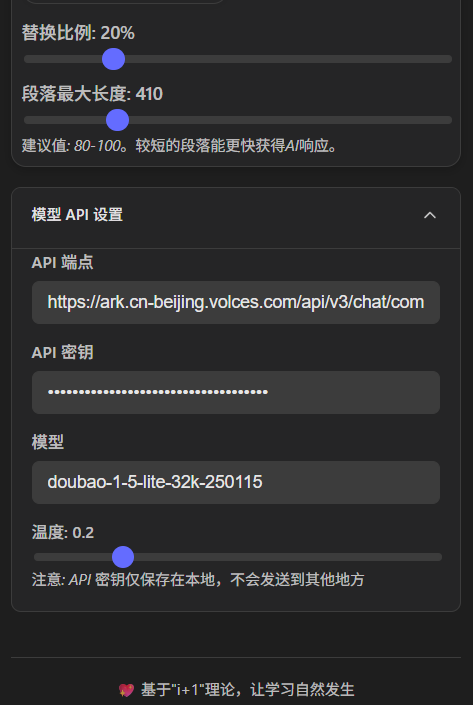 替换比例: 20%
段落最大长度: 410
建议值: 80-100。较短的段落能更快获得AI响应。
模型 API 设置
API 端点
https://ark.cn-beijing.volces.com/api/v3/chat/com
API 密钥
••••••••••••••••••••••••••••••••••••
模型
doubao-1-5-lite-32k-250115
温度: 0.2
注意: API 密钥仅保存在本地，不会发送到其他地方
💖 基于"i+1"理论，让学习自然发生